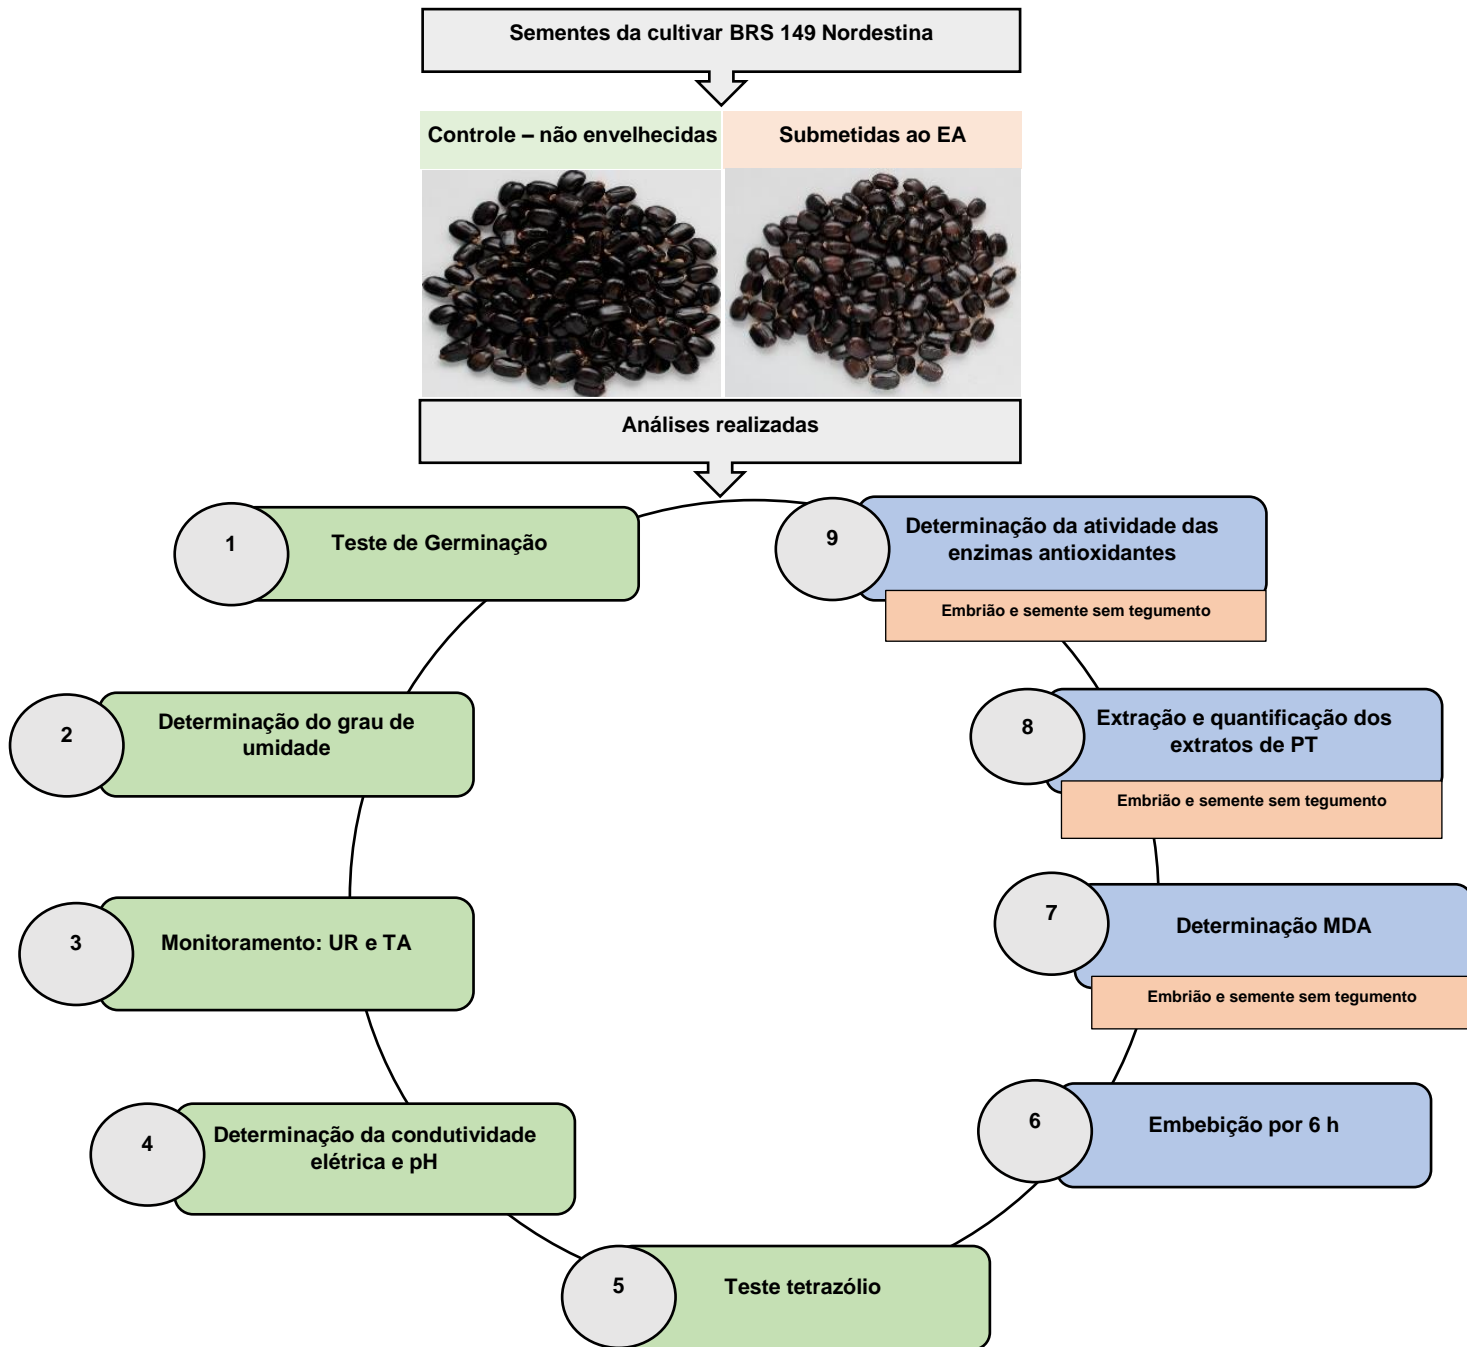 Sementes da cultivar BRS 149 Nordestina
Controle – não envelhecidas
Submetidas ao EA
Análises realizadas
1
Teste de Germinação
2
Determinação do grau de
umidade
3
Monitoramento: UR e TA
4
Determinação da condutividade
elétrica e pH
5
Teste tetrazólio
6
Embebição por 6 h
7
Determinação MDA
Embrião e semente sem tegumento
8
Extração e quantificação dos
extratos de PT
Embrião e semente sem tegumento
9
Determinação da atividade das
enzimas antioxidantes
Embrião e semente sem tegumento